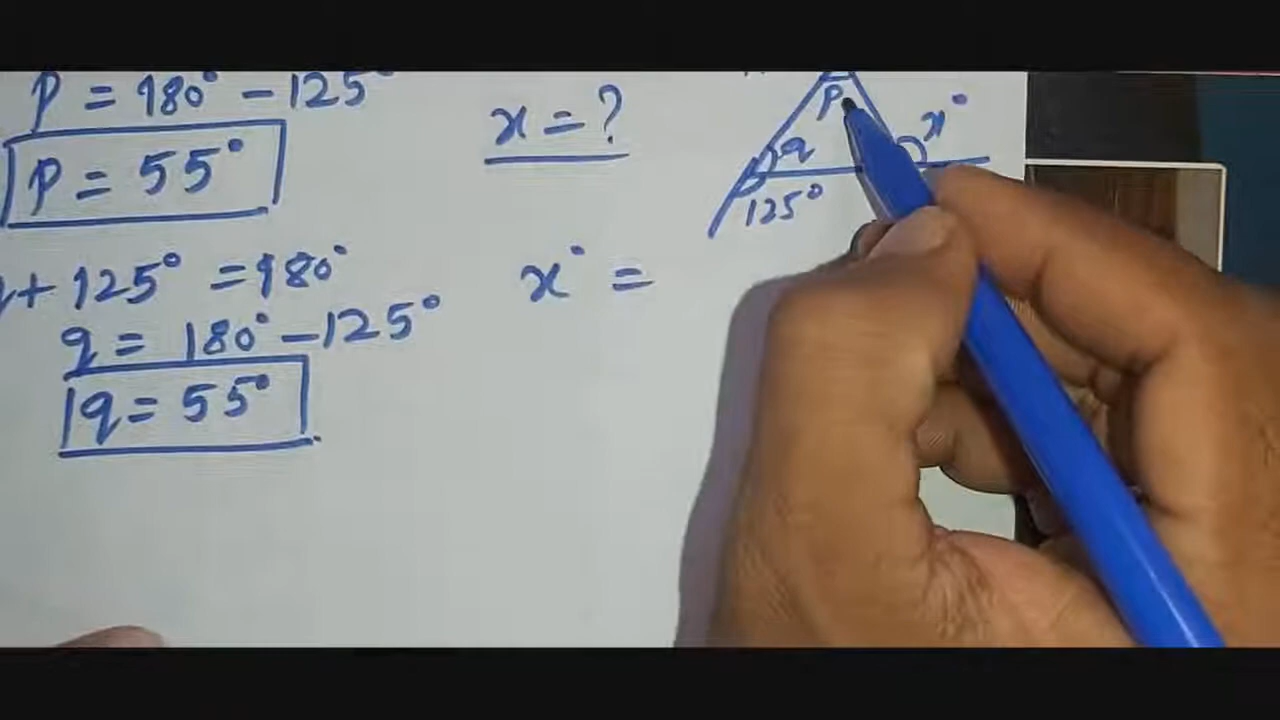 p = 180° - 125°
p = 55°
+ 125° = 180°
q = 180° - 125°
q = 55°
x = ?
x° =
p
q
x°
125°